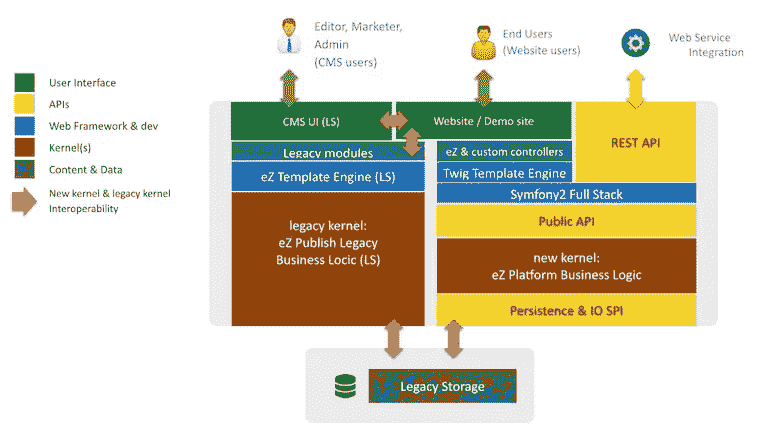 Editor, Marketer,
Admin
(CMS users)
End Users
(Website users)
Web Service
Integration
User Interface
APIs
Web Framework & dev
Kernel(s)
Content & Data
New kernel & legacy kernel
Interoperability
CMS UI (LS)
Website / Demo site
REST API
Legacy modules
eZ & custom controllers
eZ Template Engine (LS)
Twig Template Engine
Symfony2 Full Stack
legacy kernel:
eZ Publish Legacy
Business Locic (LS)
Public API
new kernel:
eZ Platform Business Logic
Persistence & IO SPI
Legacy Storage